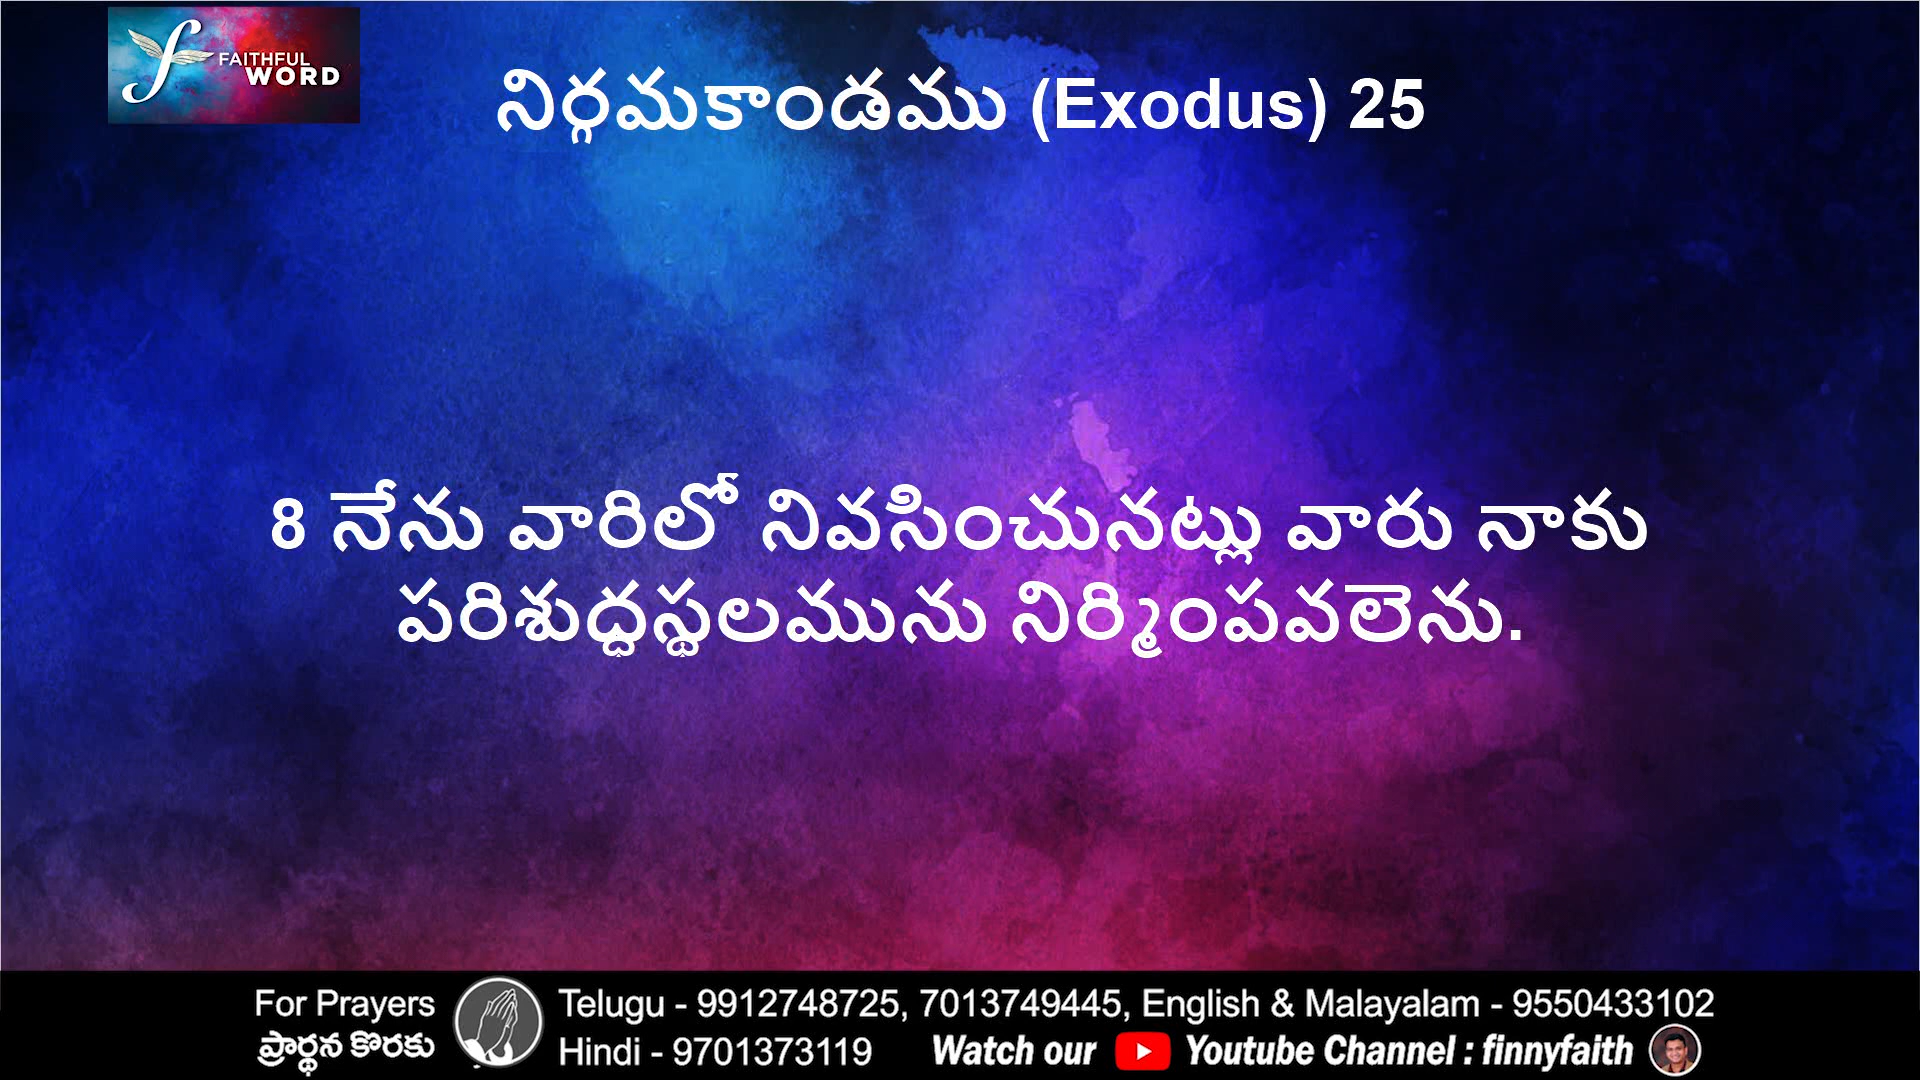 FAITHFUL
WORD
నిర్గమకాండము (Exodus) 25
8 నేను వారిలో నివసించునట్లు వారు నాకు
పరిశుద్ధస్థలమును నిర్మింపవలెను.
For Prayers
ప్రార్థన కొరకు
Telugu - 9912748725, 7013749445, English & Malayalam - 9550433102
Hindi - 9701373119
Watch our Youtube Channel : finnyfaith